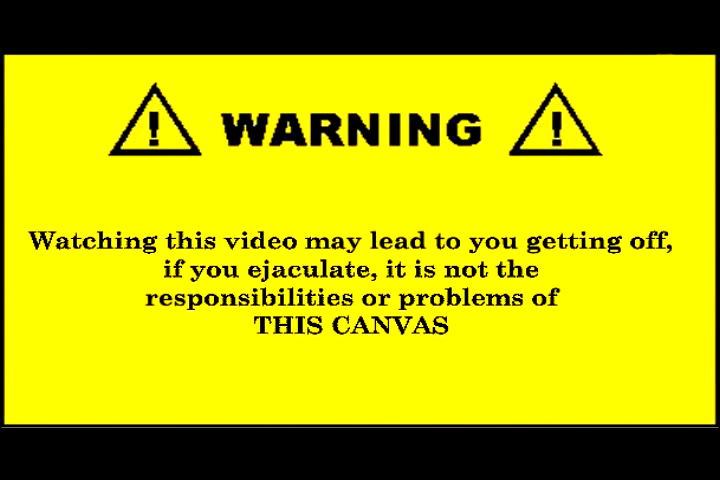 WARNING
Watching this video may lead to you getting off,
if you ejaculate, it is not the
responsibilities or problems of
THIS CANVAS